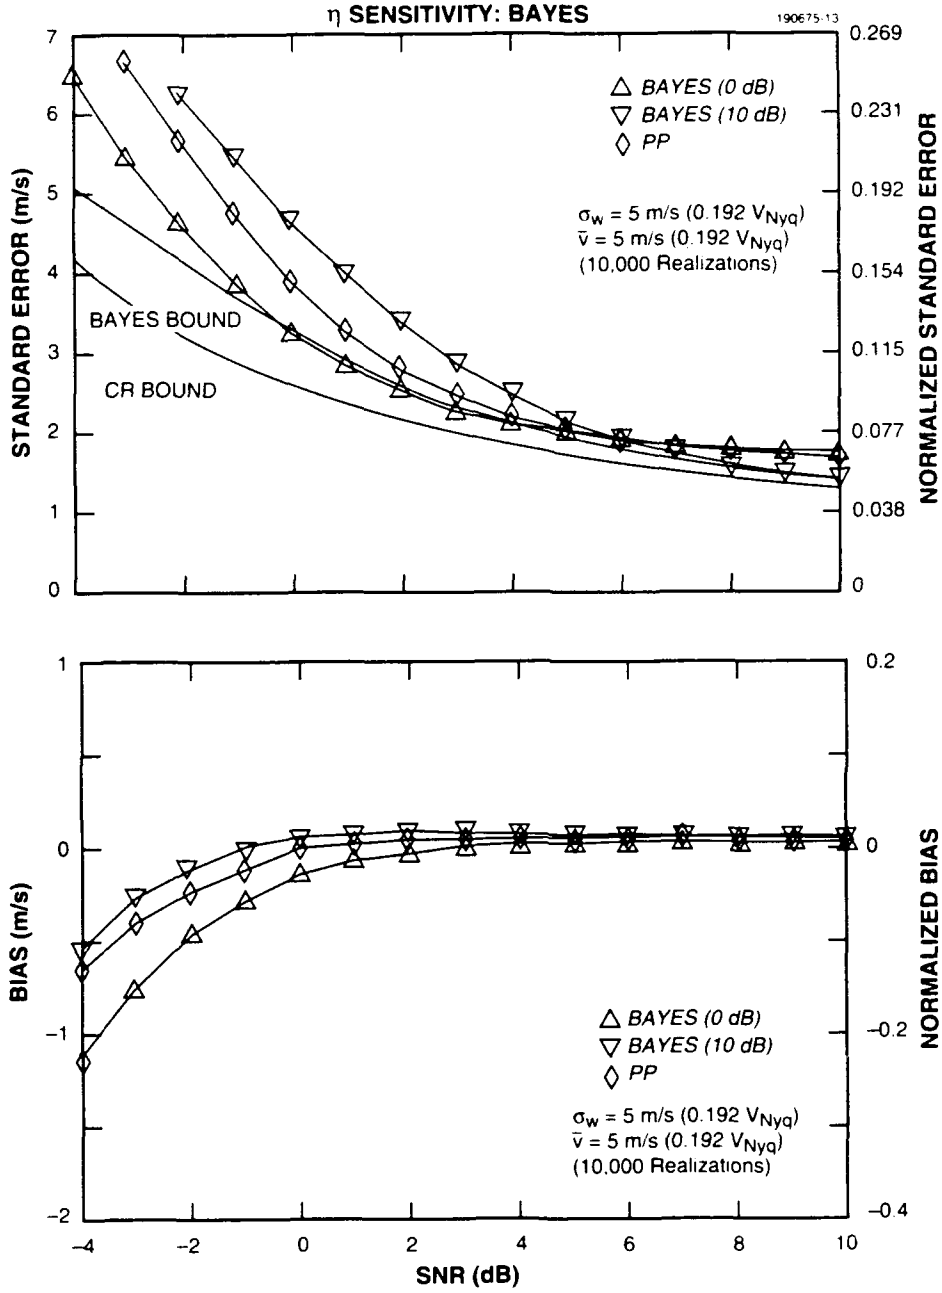 η SENSITIVITY: BAYES
190675-13
7
6
5
4
3
2
1
0
STANDARD ERROR (m/s)
0.269
0.231
0.192
0.154
0.115
0.077
0.038
0
NORMALIZED STANDARD ERROR
BAYES (0 dB)
BAYES (10 dB)
PP
σw = 5 m/s (0.192 VNyq)
v̄ = 5 m/s (0.192 VNyq)
(10,000 Realizations)
BAYES BOUND
CR BOUND
1
0
−1
−2
BIAS (m/s)
0.2
0
−0.2
−0.4
NORMALIZED BIAS
BAYES (0 dB)
BAYES (10 dB)
PP
σw = 5 m/s (0.192 VNyq)
v̄ = 5 m/s (0.192 VNyq)
(10,000 Realizations)
−4 −2 0 2 4 6 8 10
SNR (dB)